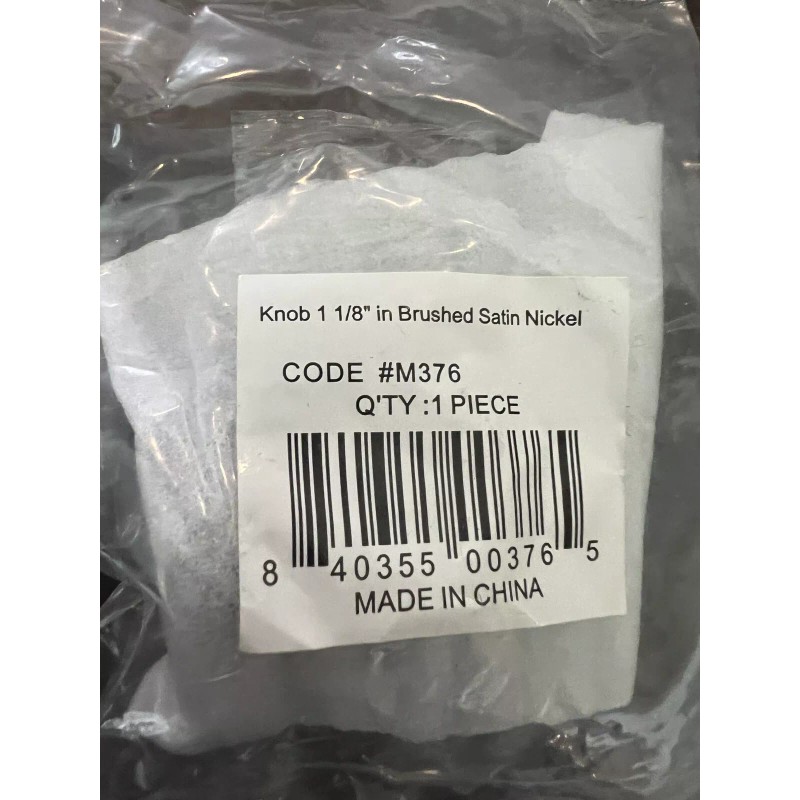 Knob 1 1/8" in Brushed Satin Nickel
CODE #M376
Q'TY :1 PIECE
8 40355 00376 5
MADE IN CHINA